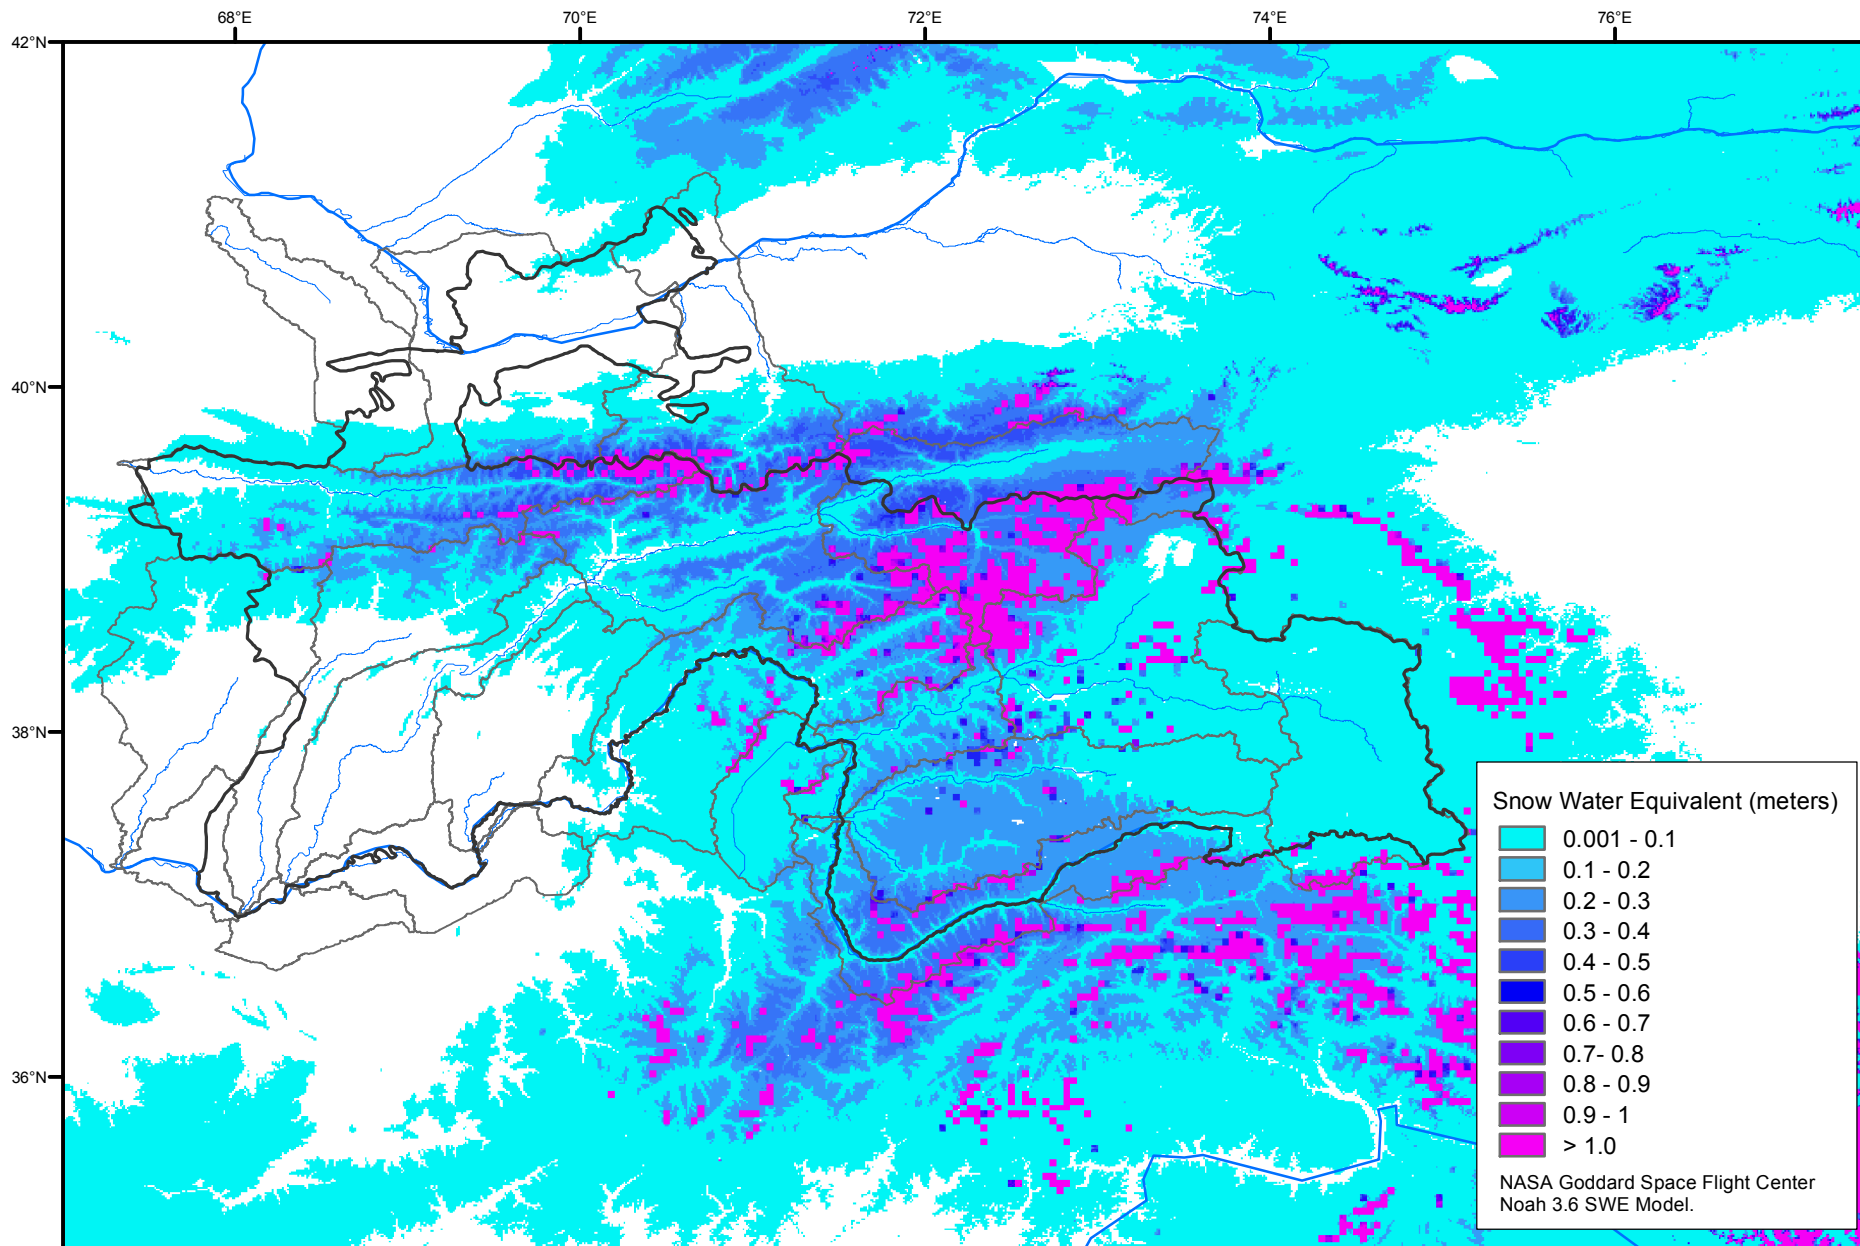 68°E 70°E 72°E 74°E 76°E
42°N
40°N
38°N
36°N
Snow Water Equivalent (meters)
0.001 - 0.1
0.1 - 0.2
0.2 - 0.3
0.3 - 0.4
0.4 - 0.5
0.5 - 0.6
0.6 - 0.7
0.7- 0.8
0.8 - 0.9
0.9 - 1
> 1.0
NASA Goddard Space Flight Center
Noah 3.6 SWE Model.